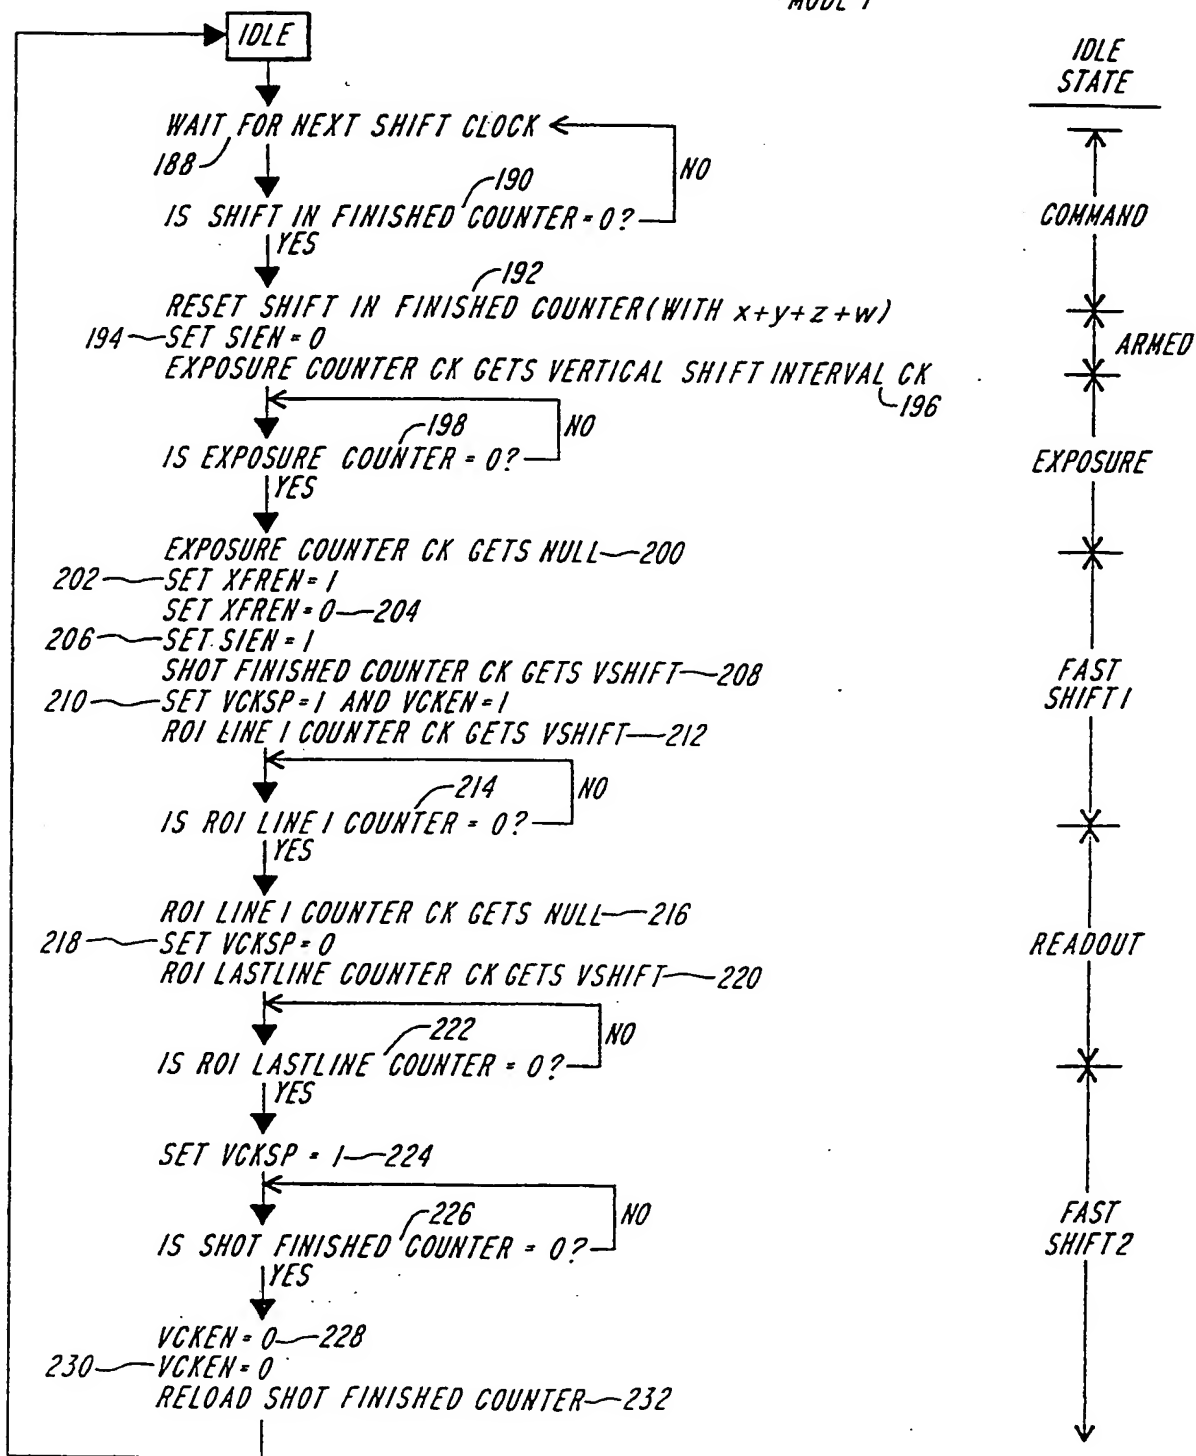 MODE 1
IDLE
IDLE
STATE
WAIT FOR NEXT SHIFT CLOCK
188
NO
190
IS SHIFT IN FINISHED COUNTER = 0?
COMMAND
YES
192
RESET SHIFT IN FINISHED COUNTER (WITH x+y+z+w)
194 SET SIEN = 0
ARMED
EXPOSURE COUNTER CK GETS VERTICAL SHIFT INTERVAL CK
196
198
NO
IS EXPOSURE COUNTER = 0?
EXPOSURE
YES
EXPOSURE COUNTER CK GETS NULL 200
202 SET XFREN = 1
SET XFREN = 0 204
206 SET SIEN = 1
SHOT FINISHED COUNTER CK GETS VSHIFT 208
FAST
SHIFT 1
210 SET VCKSP = 1 AND VCKEN = 1
ROI LINE 1 COUNTER CK GETS VSHIFT 212
214
NO
IS ROI LINE 1 COUNTER = 0?
YES
ROI LINE 1 COUNTER CK GETS NULL 216
218 SET VCKSP = 0
READOUT
ROI LASTLINE COUNTER CK GETS VSHIFT 220
222
NO
IS ROI LASTLINE COUNTER = 0?
YES
SET VCKSP = 1 224
226
NO
IS SHOT FINISHED COUNTER = 0?
FAST
SHIFT 2
YES
VCKEN = 0 228
230 VCKEN = 0
RELOAD SHOT FINISHED COUNTER 232